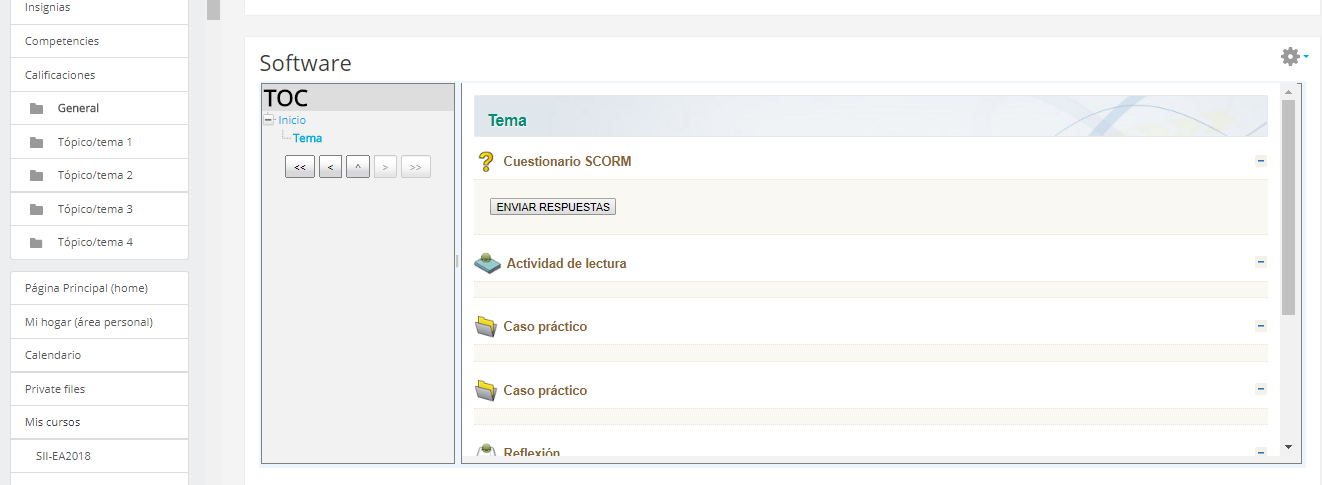 Insignias
Competencies
Calificaciones
General
Tópico/tema 1
Tópico/tema 2
Tópico/tema 3
Tópico/tema 4
Página Principal (home)
Mi hogar (área personal)
Calendario
Private files
Mis cursos
SII-EA2018
Software
TOC
Inicio
Tema
<< < ^ > >>
Tema
Cuestionario SCORM
ENVIAR RESPUESTAS
Actividad de lectura
Caso práctico
Caso práctico
Reflexión